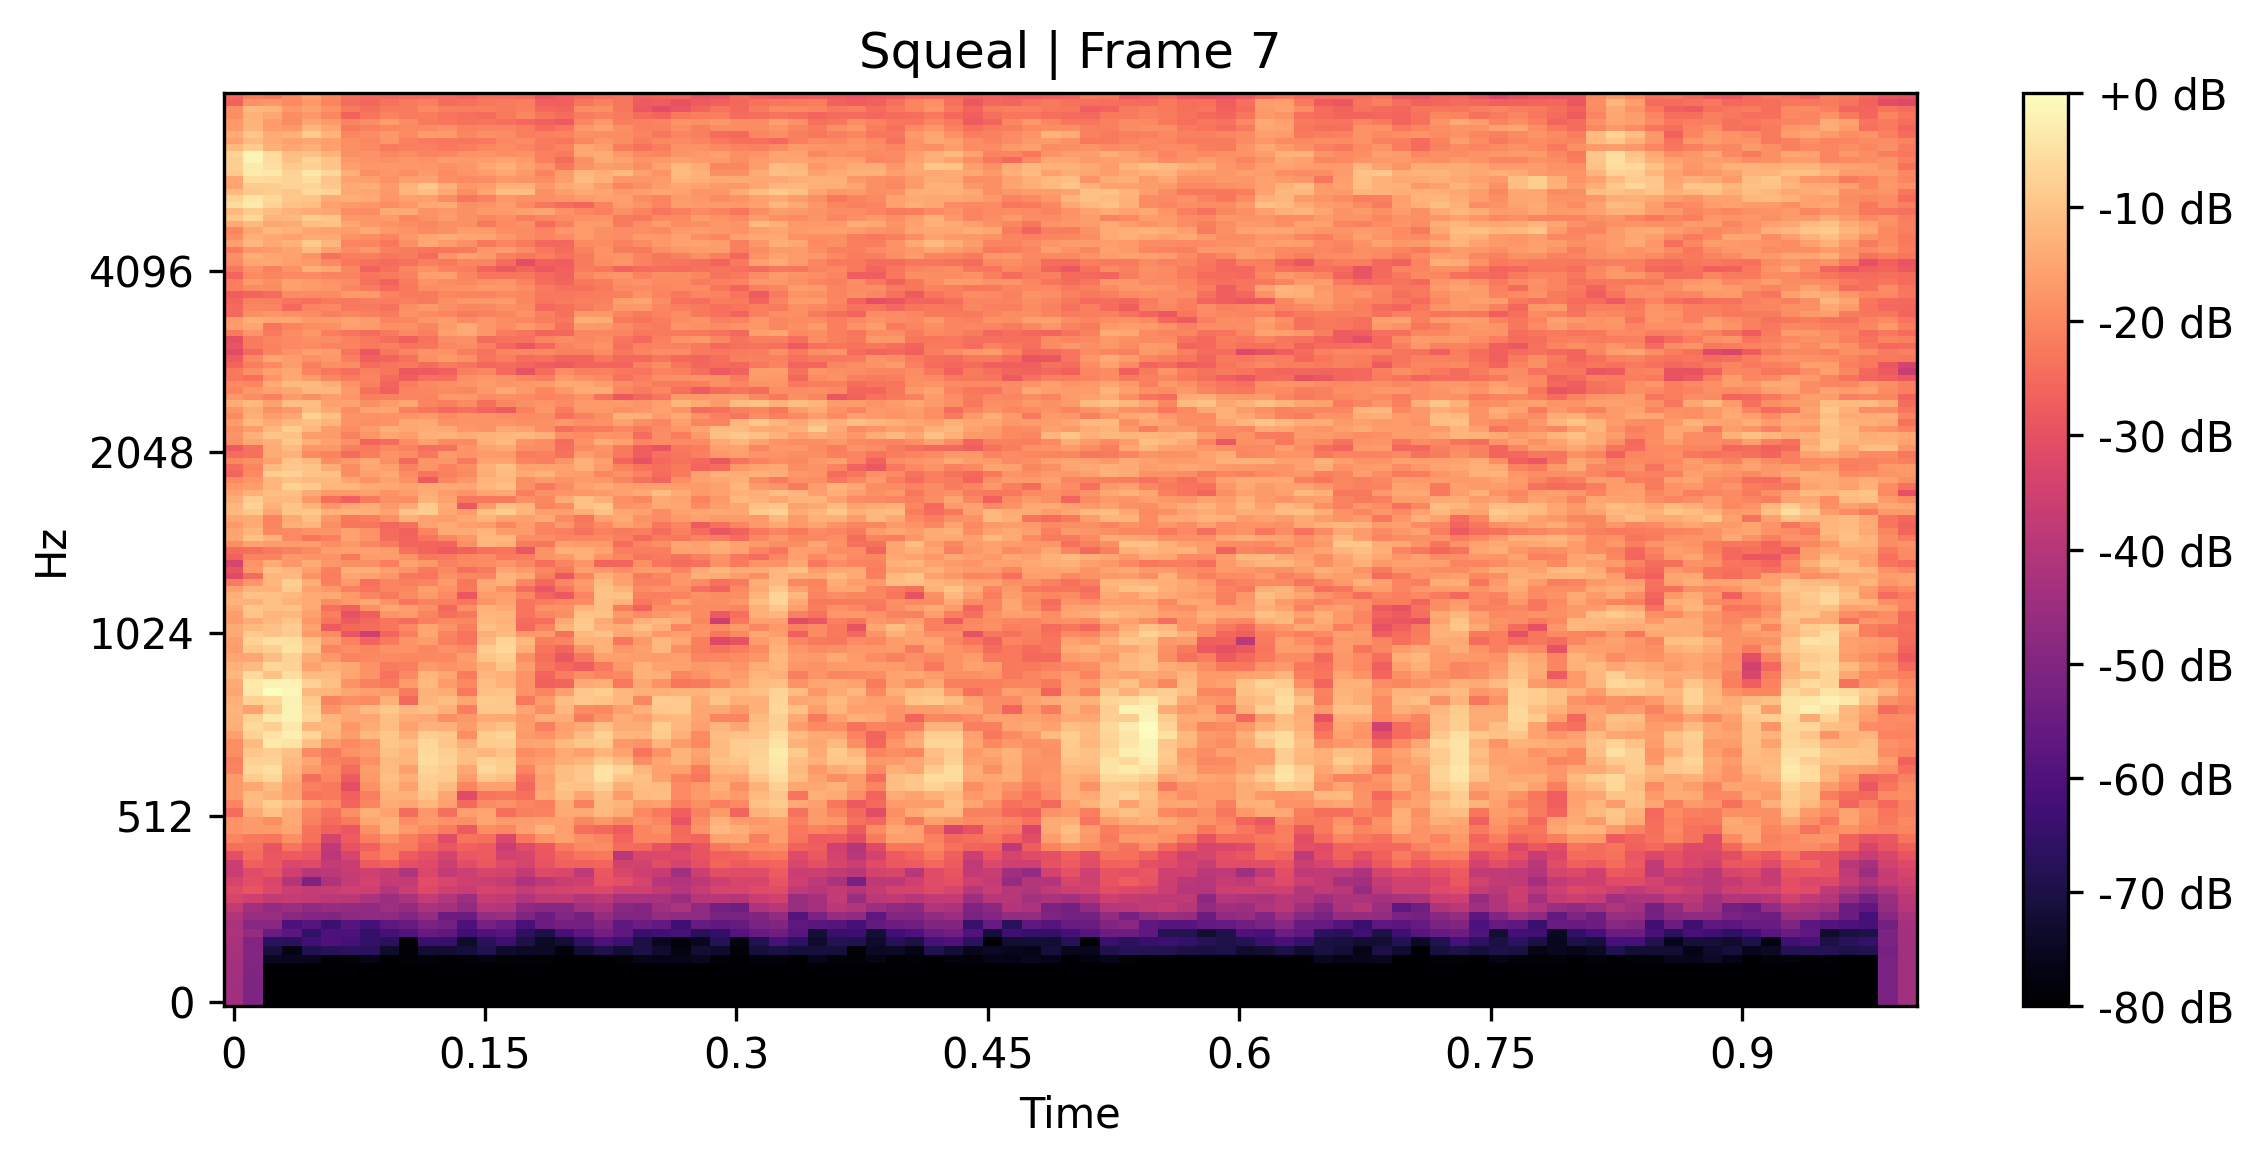 Squeal | Frame 7
Hz
4096
2048
1024
512
0
0 0.15 0.3 0.45 0.6 0.75 0.9
Time
+0 dB
-10 dB
-20 dB
-30 dB
-40 dB
-50 dB
-60 dB
-70 dB
-80 dB